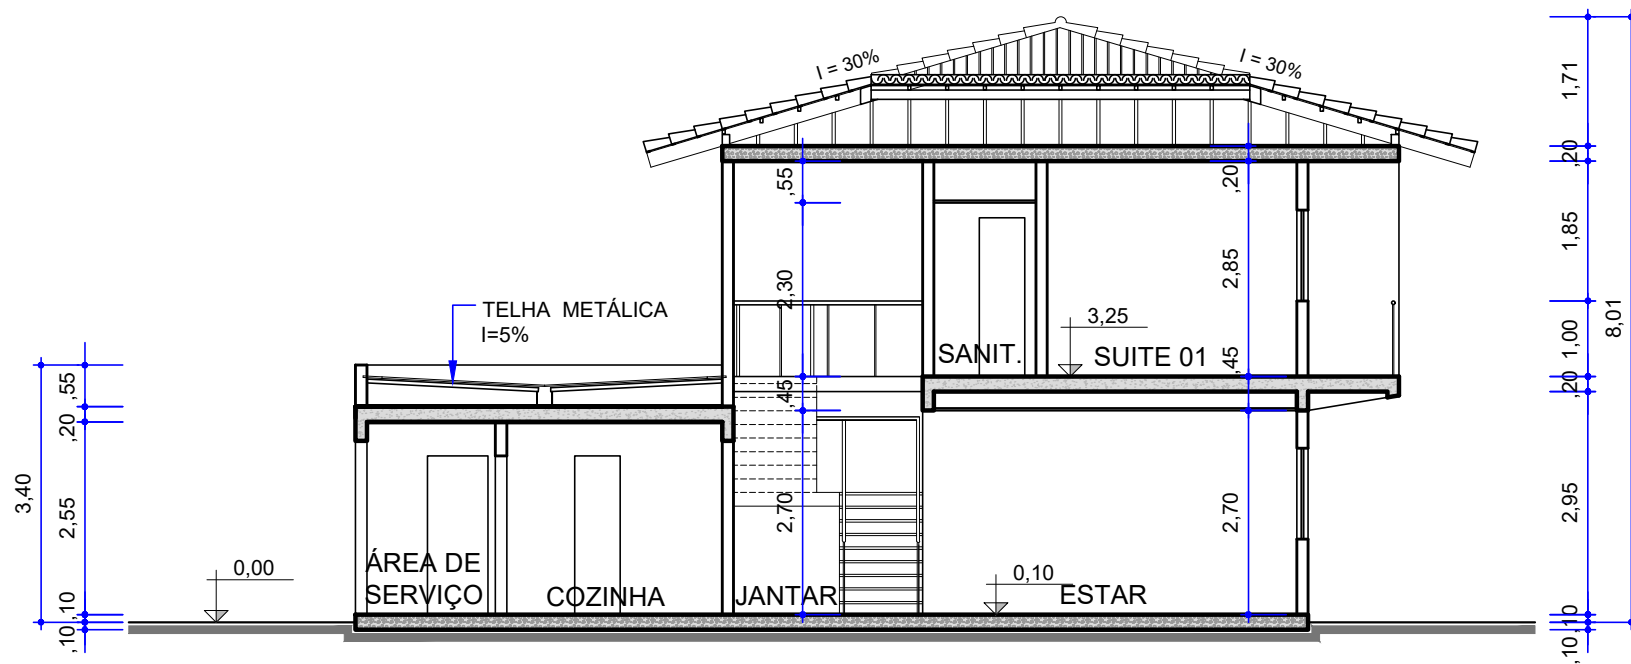 I = 30%
I = 30%
1,71
,20
1,85
1,00
,20
2,95
,10
,10
8,01
,55
2,30
,45
2,70
,20
2,85
,45
2,70
TELHA METÁLICA
I=5%
SANIT.
SUITE 01
3,25
,55
,20
2,55
,10
,10
3,40
0,00
ÁREA DE
SERVIÇO
COZINHA
JANTAR
0,10
ESTAR